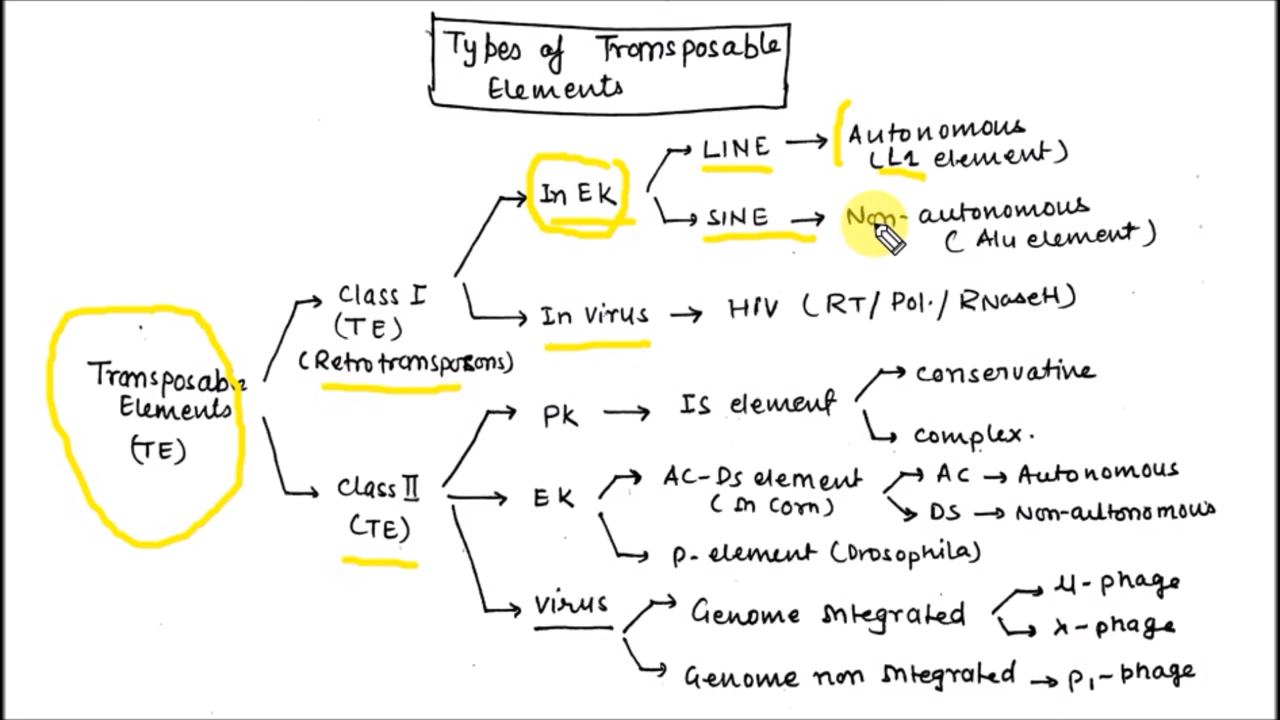 Types of Transposable
Elements
Autonomous
LINE
(L1 element)
In EK
SINE
Non-autonomous
(Alu element)
Class I
(TE)
(Retrotransposons)
In Virus
HIV (RT/Pol./RNaseH)
Transposable
Elements
(TE)
PK
IS element
conservative
complex.
Class II
(TE)
EK
AC-Ds element
(In Corn)
AC → Autonomous
DS → Non-autonomous
P-element (Drosophila)
Virus
Genome Integrated
μ-phage
λ-phage
Genome non Integrated → P1-phage